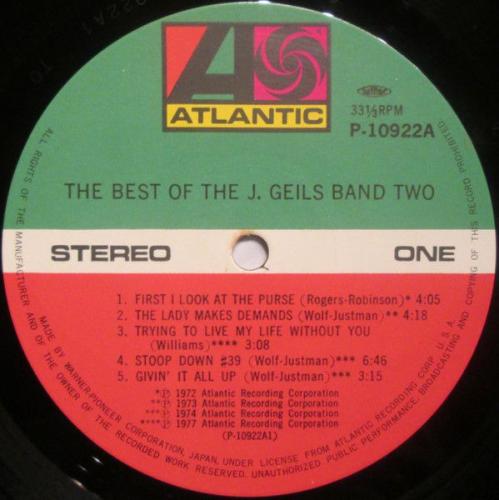 ATLANTIC
33⅓RPM
P-10922A
THE BEST OF THE J. GEILS BAND TWO
STEREO
ONE
1. FIRST I LOOK AT THE PURSE (Rogers-Robinson)* 4:05
2. THE LADY MAKES DEMANDS (Wolf-Justman)** 4:18
3. TRYING TO LIVE MY LIFE WITHOUT YOU
(Williams)**** 3:08
4. STOOP DOWN #39 (Wolf-Justman)*** 6:46
5. GIVIN' IT ALL UP (Wolf-Justman)*** 3:15
*Ⓟ 1972 Atlantic Recording Corporation
**Ⓟ 1973 Atlantic Recording Corporation
***Ⓟ 1974 Atlantic Recording Corporation
****Ⓟ 1977 Atlantic Recording Corporation
(P-10922A1)
MADE BY WARNER-PIONEER CORPORATION, JAPAN, UNDER LICENSE FROM ATLANTIC RECORDING CORP. U.S.A.
ALL RIGHTS OF THE MANUFACTURER AND OF THE OWNER OF THE RECORDED WORK RESERVED. UNAUTHORIZED PUBLIC PERFORMANCE, BROADCASTING AND COPYING OF THIS RECORD PROHIBITED